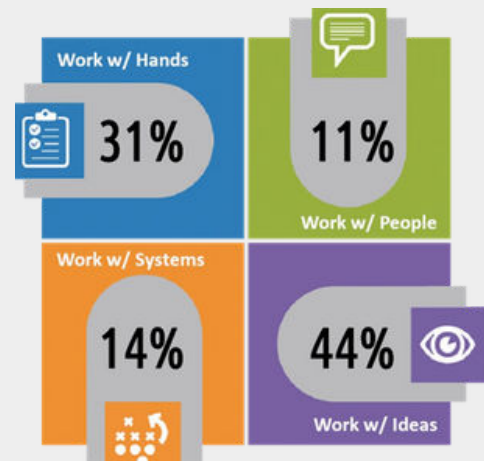 Work w/ Hands
31%
11%
Work w/ People
Work w/ Systems
14%
44%
Work w/ Ideas